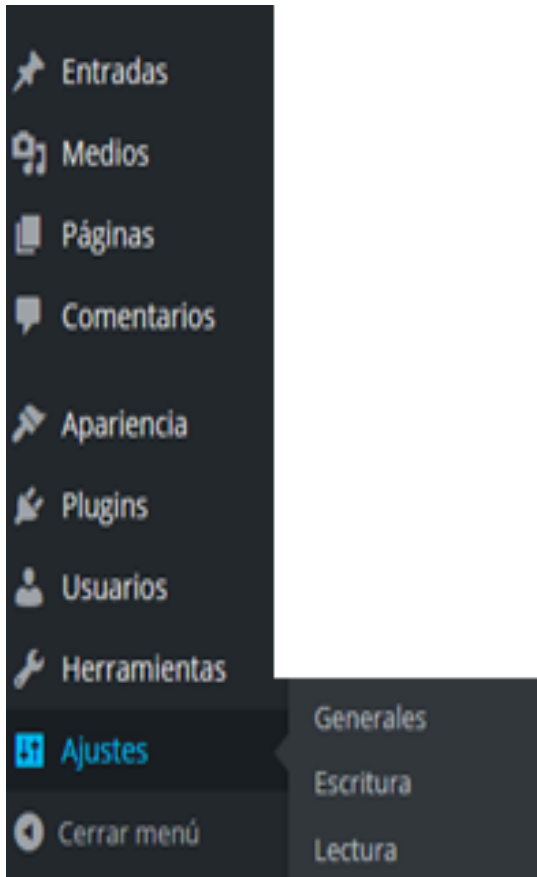 Entradas
Medios
Páginas
Comentarios
Apariencia
Plugins
Usuarios
Herramientas
Ajustes
Cerrar menú
Generales
Escritura
Lectura